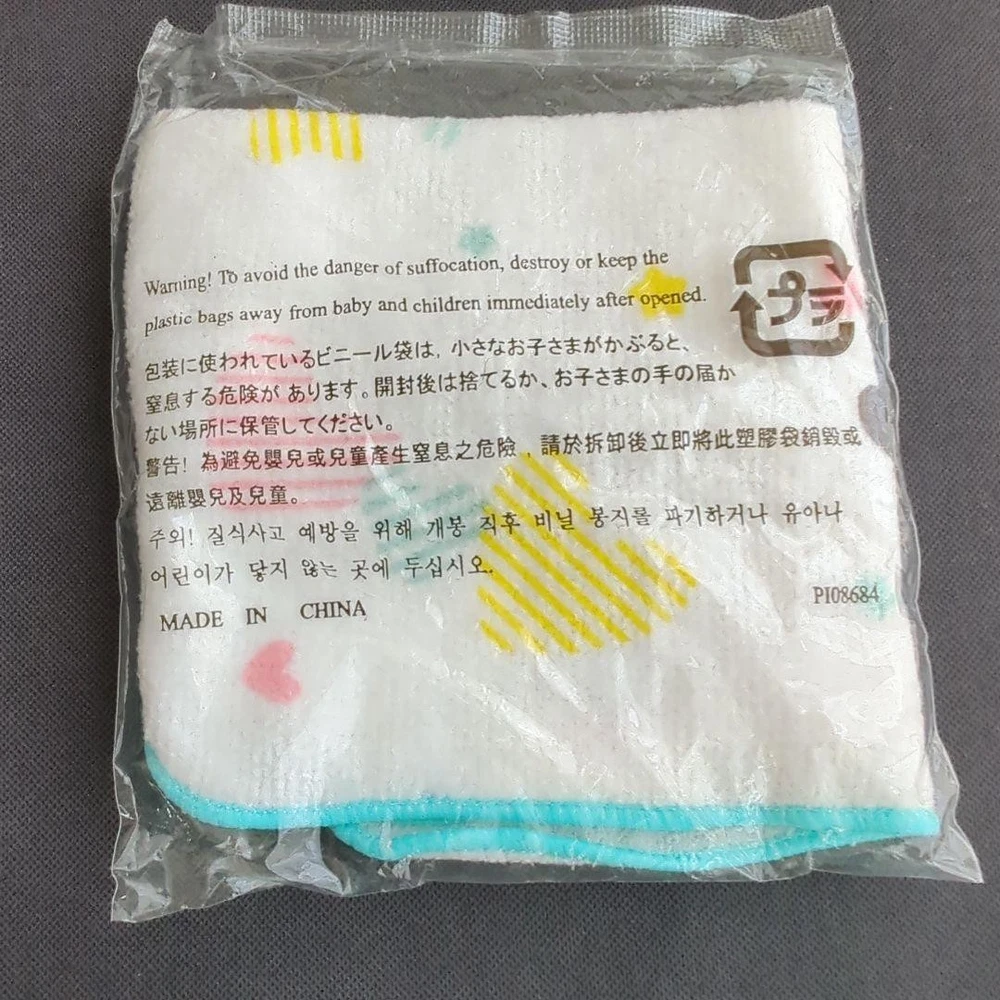 Warning! To avoid the danger of suffocation, destroy or keep the
plastic bags away from baby and children immediately after opened.
プラ
包装に使われているビニール袋は, 小さなお子さまがかぶると、
窒息する危険が あります。開封後は捨てるか、お子さまの手の届か
ない場所に保管してください。
警告! 為避免嬰兒或兒童產生窒息之危險,請於拆卸後立即將此塑膠袋銷毀或
遠離嬰兒及兒童。
주외! 질식사고 예방을 위해 개봉 직후 비닐 봉지를 파기하거나 유아나
어린이가 닿지 않는 곳에 두십시오.
MADE IN CHINA
PI08684